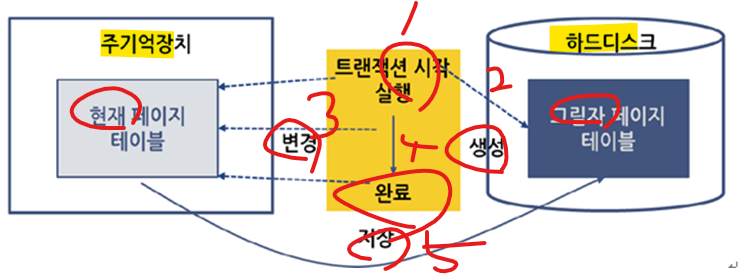 1
주기억장치
하드디스크
트랜잭션 시작
실행
2
현재 페이지
테이블
그림자 페이지
테이블
3
변경
4
생성
완료
저장
5